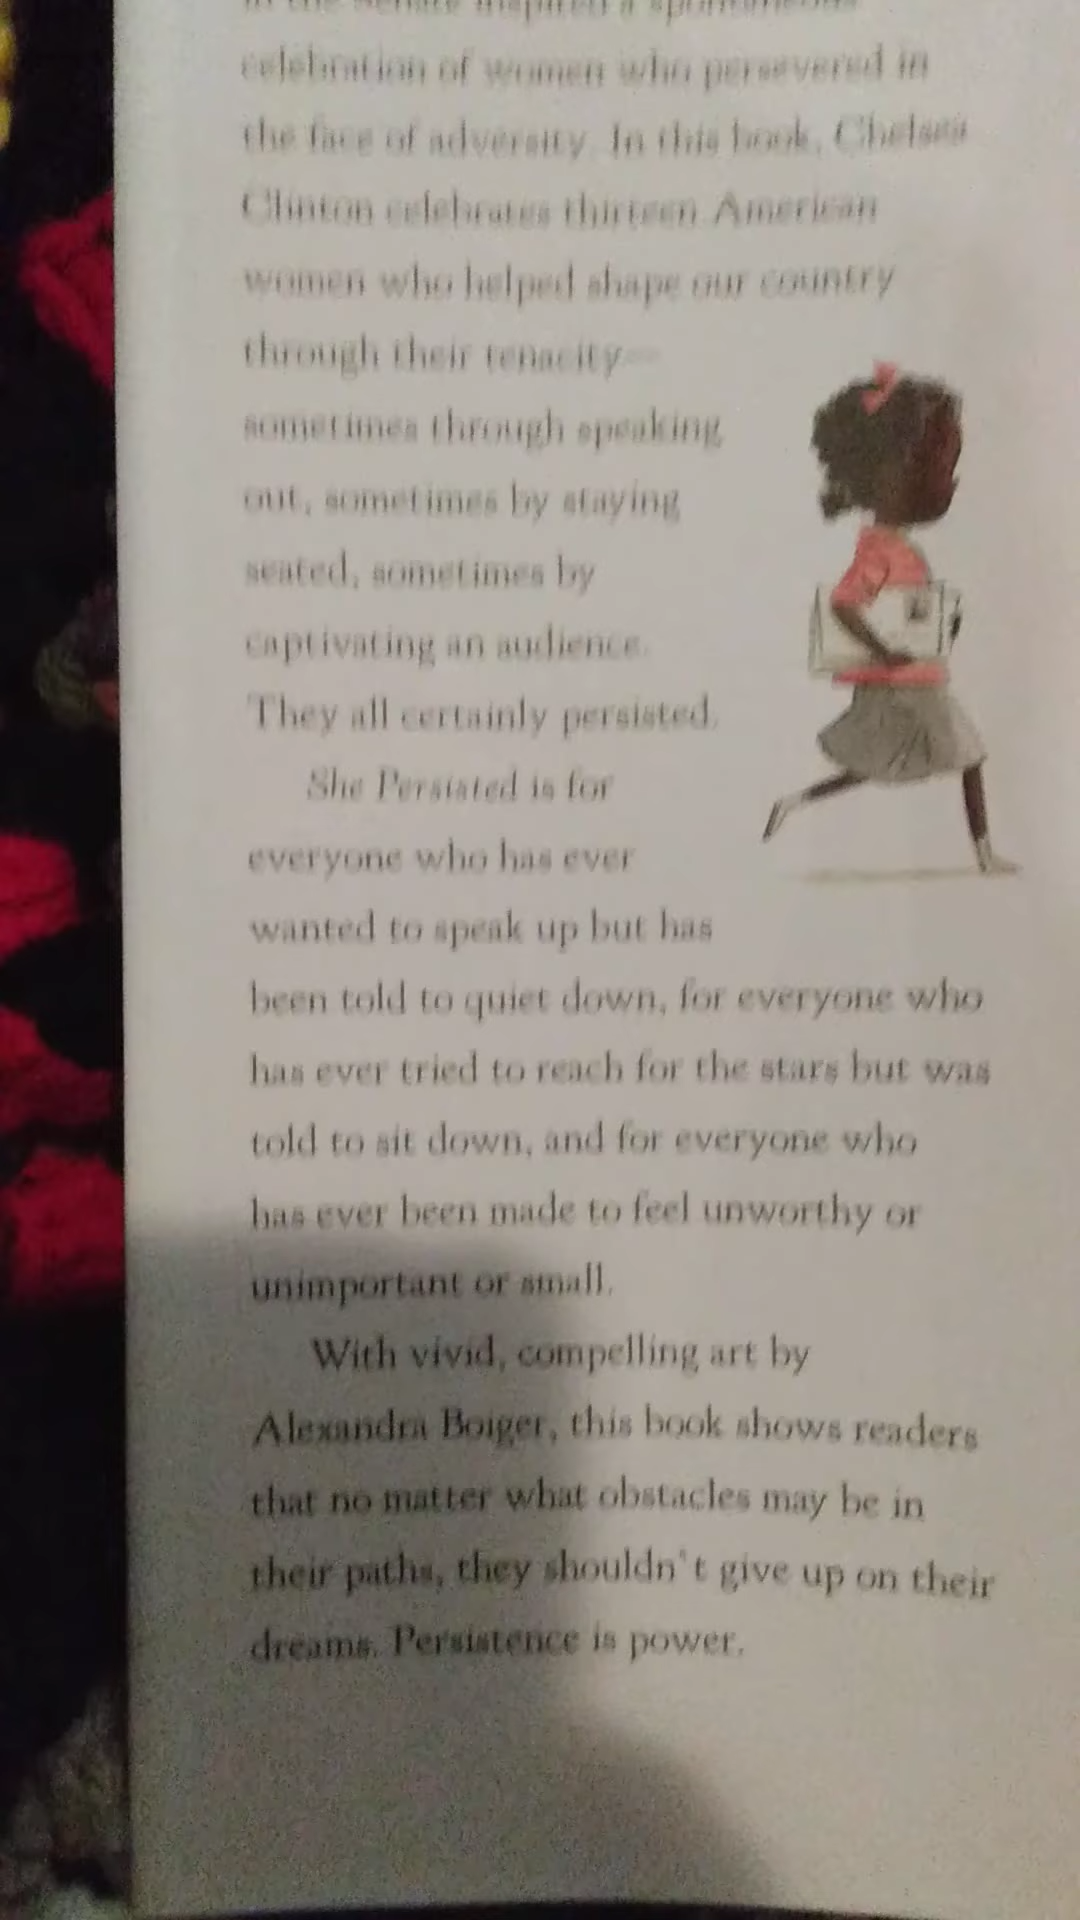 in the Senate inspired a spontaneous
celebration of women who persevered in
the face of adversity. In this book, Chelsea
Clinton celebrates thirteen American
women who helped shape our country
through their tenacity—
sometimes through speaking
out, sometimes by staying
seated, sometimes by
captivating an audience.
They all certainly persisted.
She Persisted is for
everyone who has ever
wanted to speak up but has
been told to quiet down, for everyone who
has ever tried to reach for the stars but was
told to sit down, and for everyone who
has ever been made to feel unworthy or
unimportant or small.
With vivid, compelling art by
Alexandra Boiger, this book shows readers
that no matter what obstacles may be in
their paths, they shouldn't give up on their
dreams. Persistence is power.